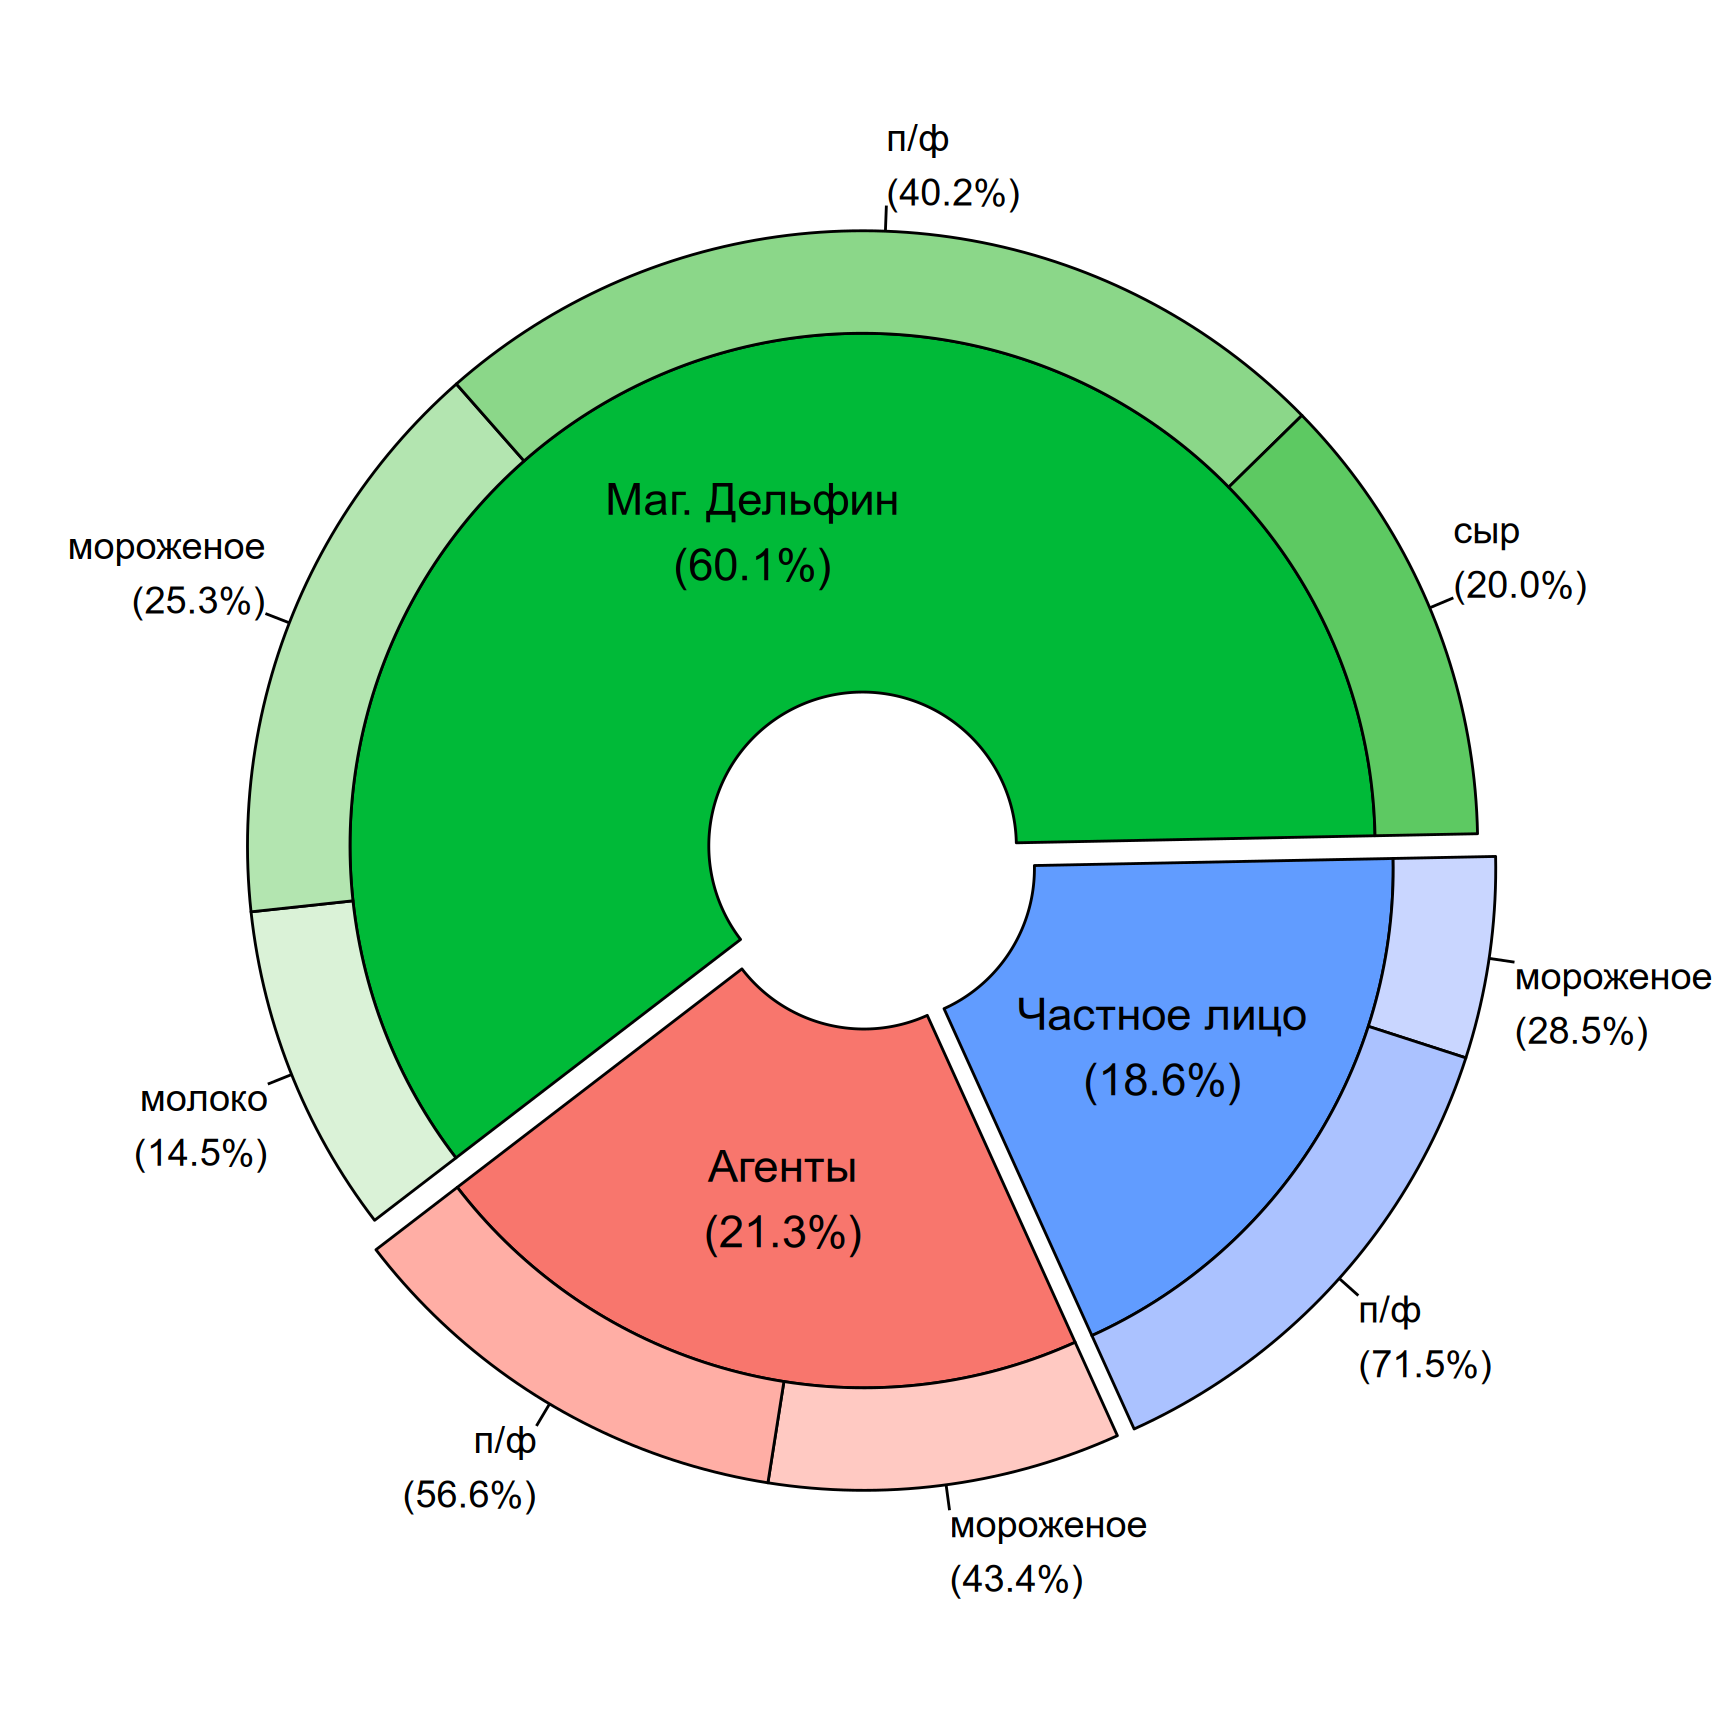 п/ф
(40.2%)
Маг. Дельфин
(60.1%)
сыр
(20.0%)
мороженое
(25.3%)
мороженое
(28.5%)
Частное лицо
(18.6%)
молоко
(14.5%)
Агенты
(21.3%)
п/ф
(71.5%)
п/ф
(56.6%)
мороженое
(43.4%)